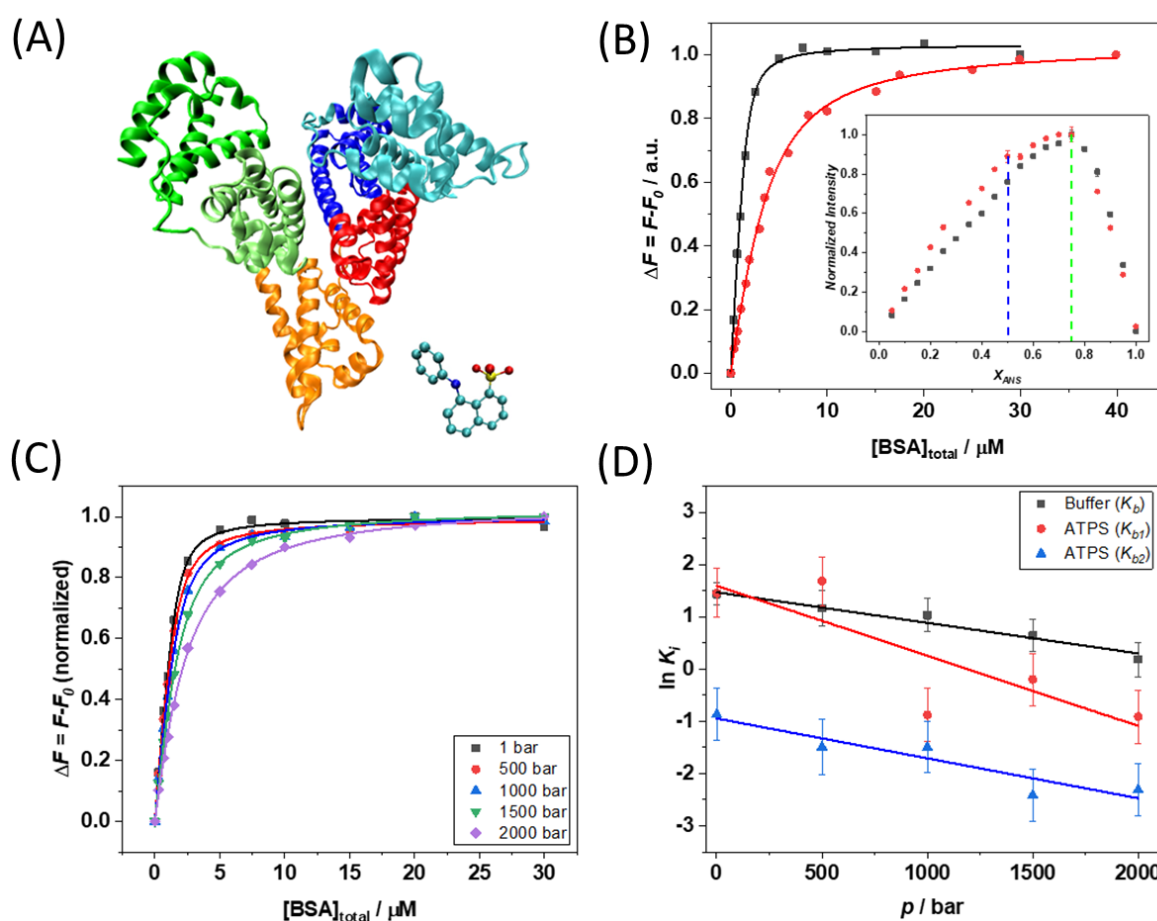 (A)
(B)
ΔF = F-F₀ / a.u.
1.0
0.8
0.6
0.4
0.2
0.0
0
10
20
30
40
[BSA]total / μM
Normalized Intensity
1.0
0.8
0.6
0.4
0.2
0.0
0.0
0.2
0.4
0.6
0.8
1.0
xANS
(C)
ΔF = F-F₀ (normalized)
1.0
0.8
0.6
0.4
0.2
0.0
0
5
10
15
20
25
30
[BSA]total / μM
1 bar
500 bar
1000 bar
1500 bar
2000 bar
(D)
ln Ki
3
2
1
0
-1
-2
-3
0
500
1000
1500
2000
p / bar
Buffer (Kb)
ATPS (Kb1)
ATPS (Kb2)